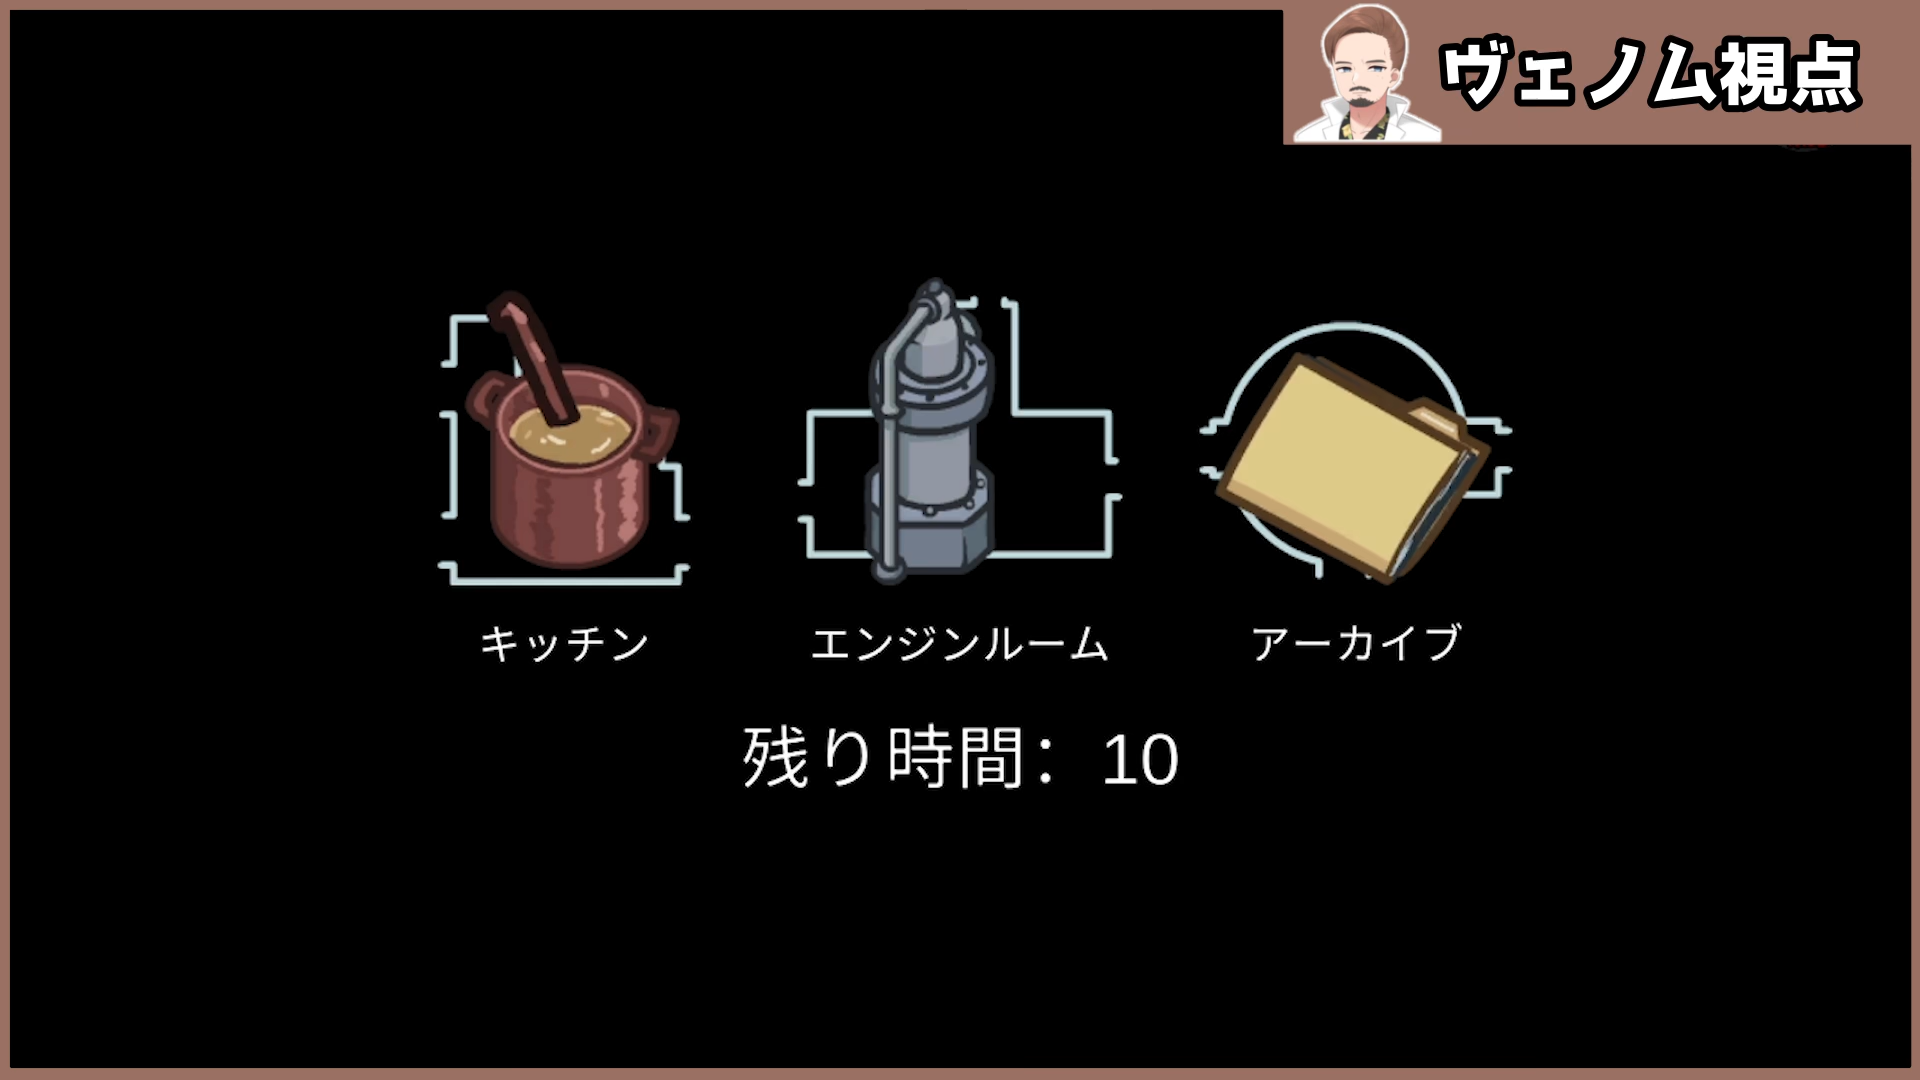 ヴェノム視点
キッチン
エンジンルーム
アーカイブ
残り時間：10